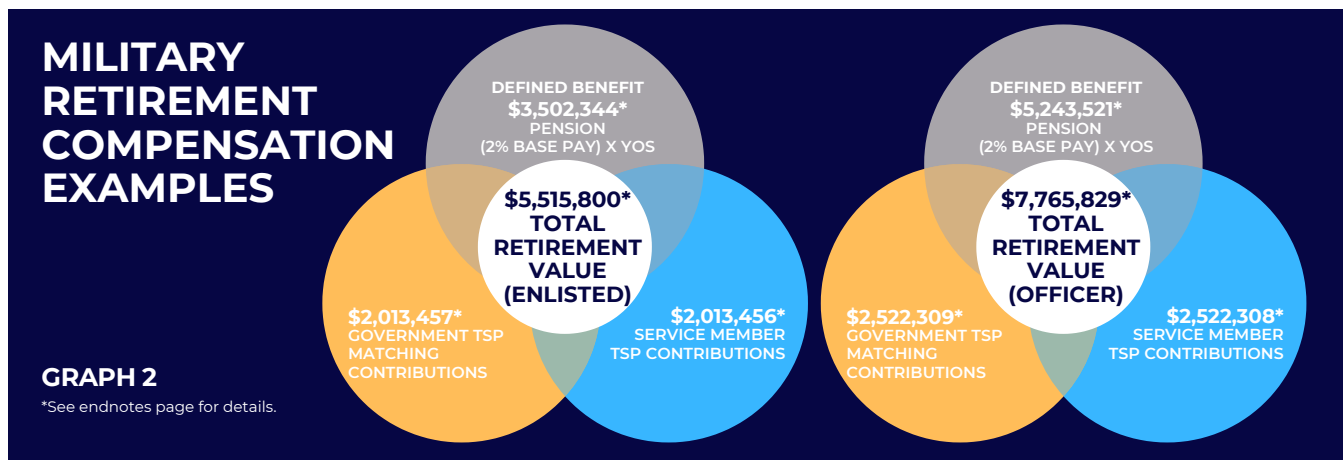 MILITARY
RETIREMENT
COMPENSATION
EXAMPLES
GRAPH 2
*See endnotes page for details.
DEFINED BENEFIT
$3,502,344*
PENSION
(2% BASE PAY) X YOS
$5,515,800*
TOTAL
RETIREMENT
VALUE
(ENLISTED)
$2,013,457*
GOVERNMENT TSP
MATCHING
CONTRIBUTIONS
$2,013,456*
SERVICE MEMBER
TSP CONTRIBUTIONS
DEFINED BENEFIT
$5,243,521*
PENSION
(2% BASE PAY) X YOS
$7,765,829*
TOTAL
RETIREMENT
VALUE
(OFFICER)
$2,522,309*
GOVERNMENT TSP
MATCHING
CONTRIBUTIONS
$2,522,308*
SERVICE MEMBER
TSP CONTRIBUTIONS